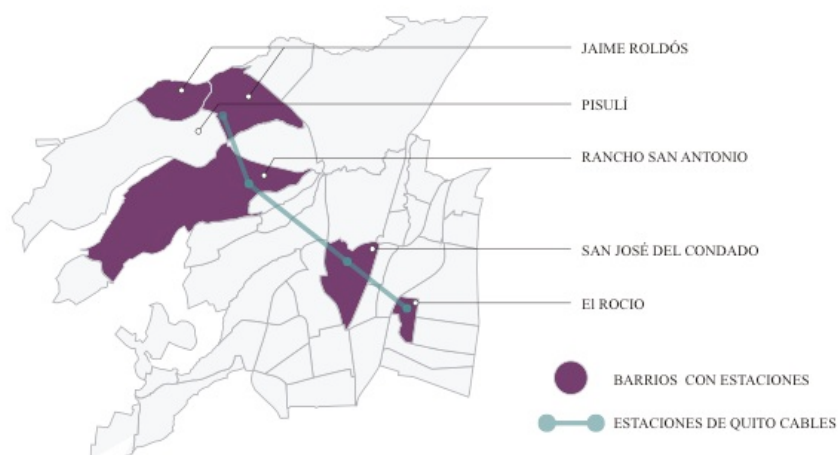 JAIME ROLDÓS
PISULÍ
RANCHO SAN ANTONIO
SAN JOSÉ DEL CONDADO
El ROCIO
BARRIOS CON ESTACIONES
ESTACIONES DE QUITO CABLES